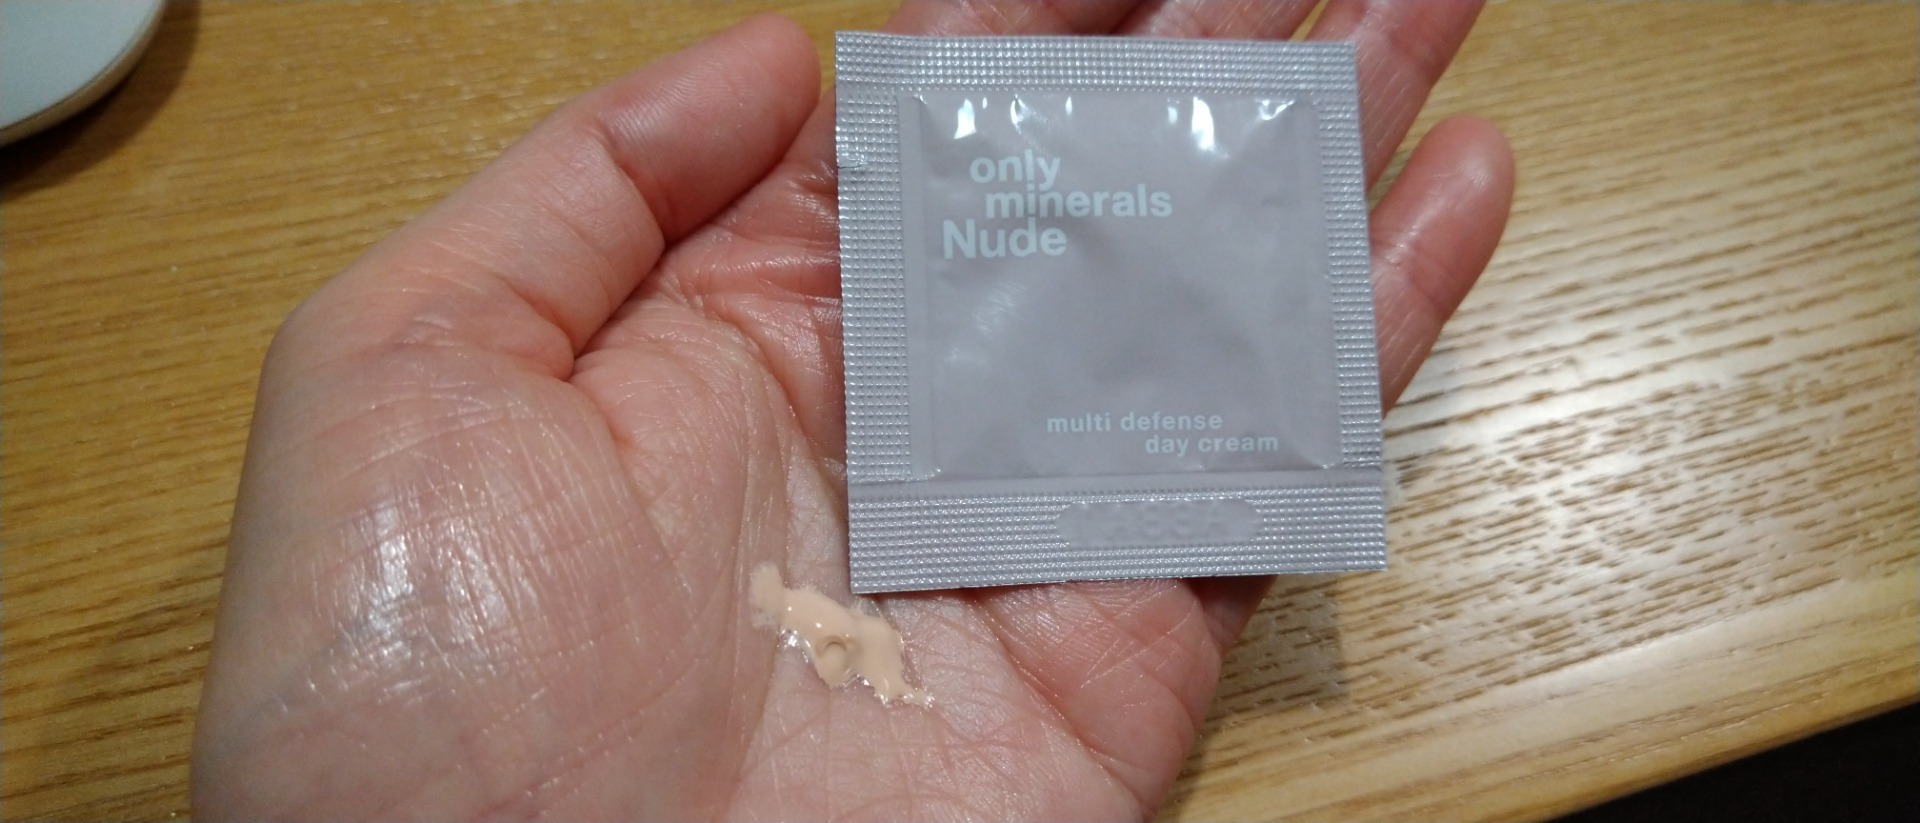 only
minerals
Nude
multi defense
day cream